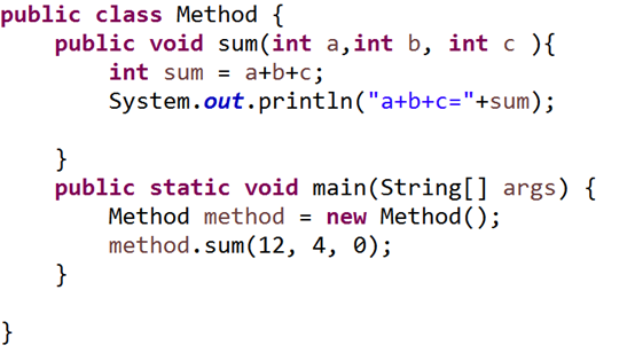 public class Method {
    public void sum(int a,int b, int c ){
        int sum = a+b+c;
        System.out.println("a+b+c="+sum);
    }
    public static void main(String[] args) {
        Method method = new Method();
        method.sum(12, 4, 0);
    }
}